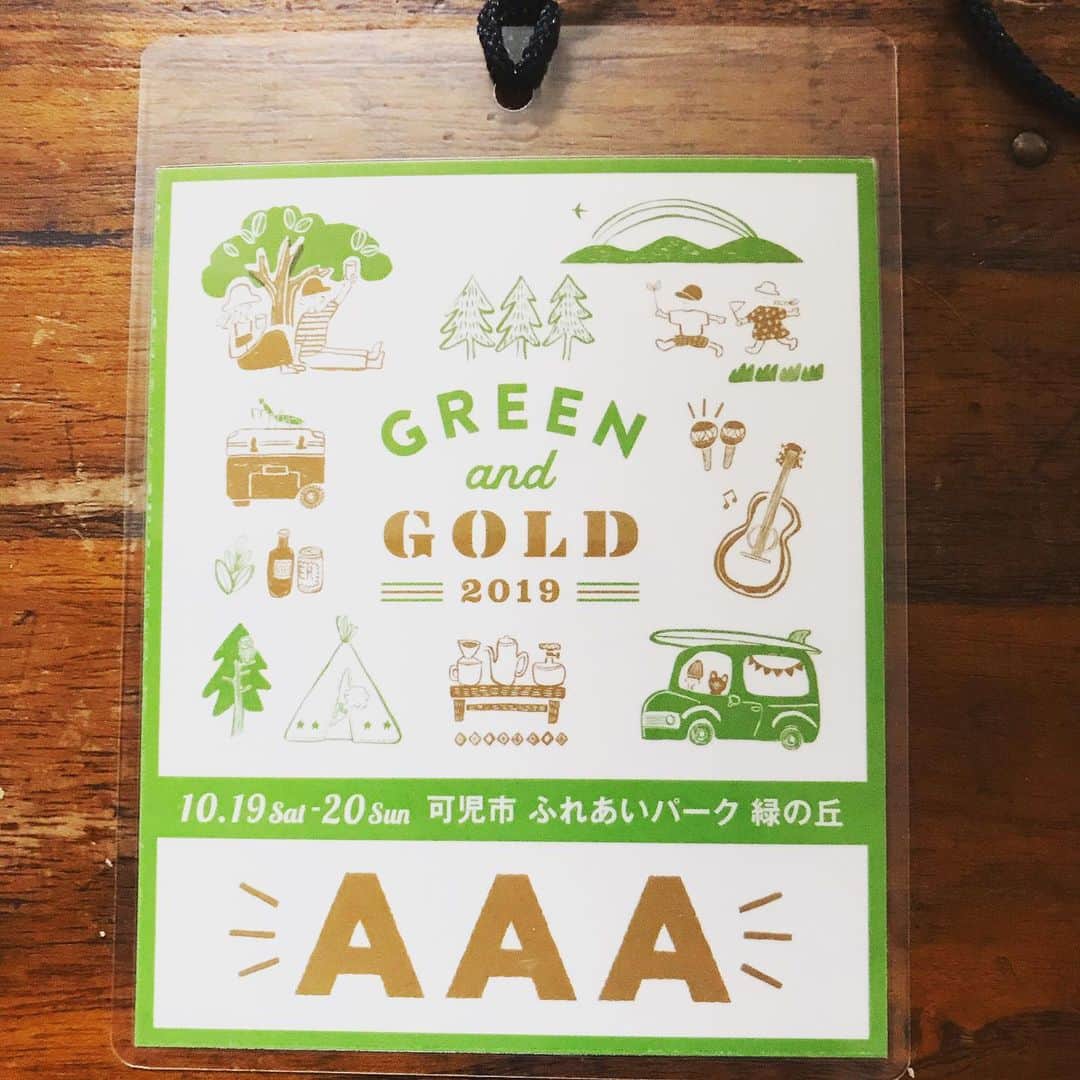 GREEN
and
GOLD
2019
10.19 Sat - 20 Sun 可児市 ふれあいパーク 緑の丘
AAA